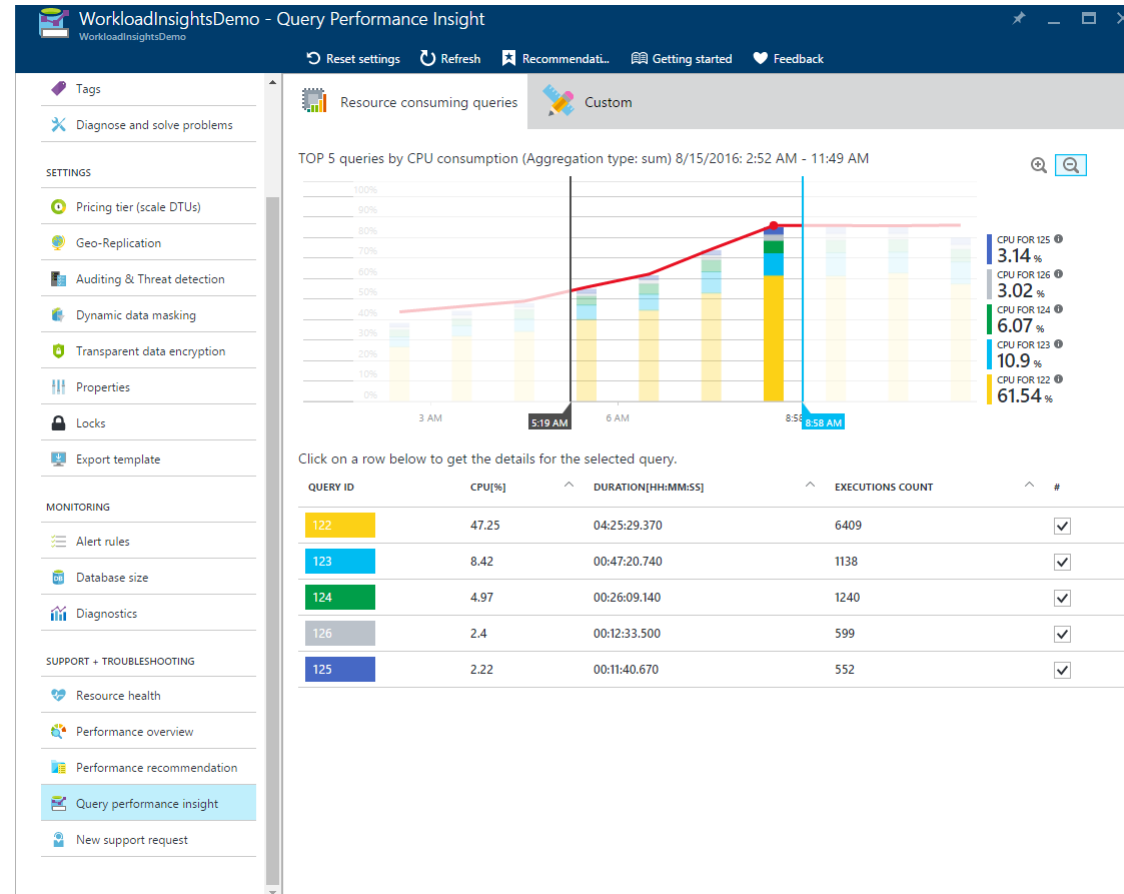 WorkloadInsightsDemo - Query Performance Insight
WorkloadInsightsDemo
Reset settings
Refresh
Recommendati...
Getting started
Feedback
Tags
Diagnose and solve problems
SETTINGS
Pricing tier (scale DTUs)
Geo-Replication
Auditing & Threat detection
Dynamic data masking
Transparent data encryption
Properties
Locks
Export template
MONITORING
Alert rules
Database size
Diagnostics
SUPPORT + TROUBLESHOOTING
Resource health
Performance overview
Performance recommendation
Query performance insight
New support request
Resource consuming queries
Custom
TOP 5 queries by CPU consumption (Aggregation type: sum) 8/15/2016: 2:52 AM - 11:49 AM
100%
90%
80%
70%
60%
50%
40%
30%
20%
10%
0%
3 AM
5:19 AM
6 AM
8:58
8:58 AM
CPU FOR 125
3.14 %
CPU FOR 126
3.02 %
CPU FOR 124
6.07 %
CPU FOR 123
10.9 %
CPU FOR 122
61.54 %
Click on a row below to get the details for the selected query.
QUERY ID CPU[%] DURATION[HH:MM:SS] EXECUTIONS COUNT #
122 47.25 04:25:29.370 6409
123 8.42 00:47:20.740 1138
124 4.97 00:26:09.140 1240
126 2.4 00:12:33.500 599
125 2.22 00:11:40.670 552